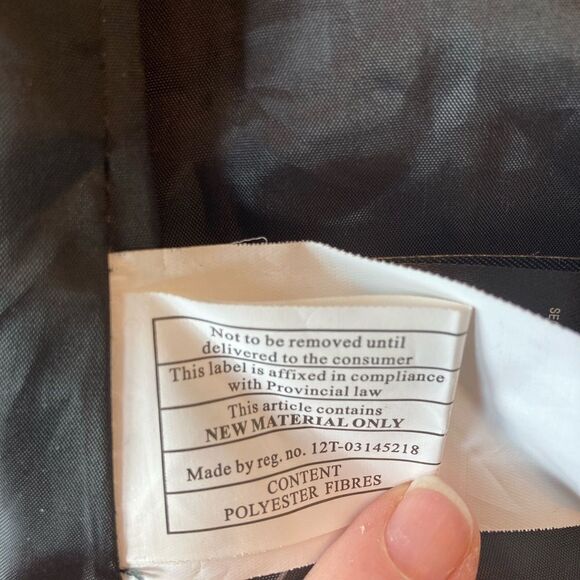 Not to be removed until
delivered to the consumer
This label is affixed in compliance
with Provincial law
This article contains
NEW MATERIAL ONLY
Made by reg. no. 12T-03145218
CONTENT
POLYESTER FIBRES